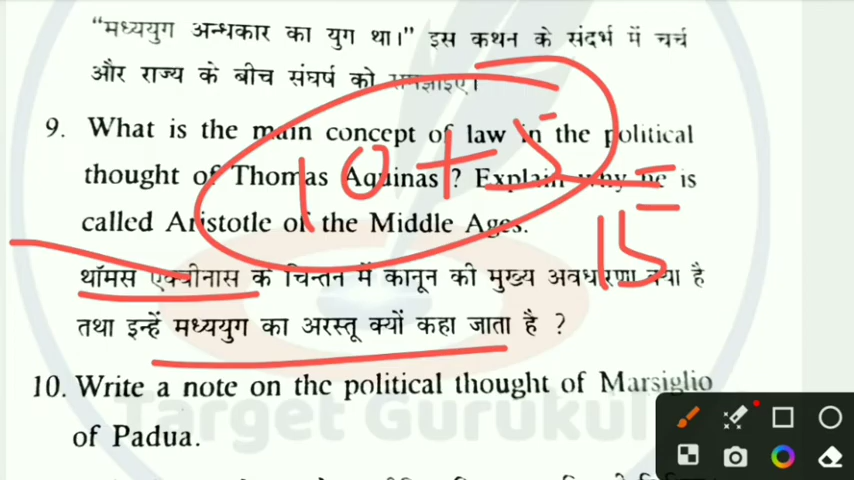 “मध्ययुग अन्धकार का युग था।” इस कथन के संदर्भ में चर्च
और राज्य के बीच संघर्ष को समझाइए।
9. What is the main concept of law in the political
thought of Thomas Aquinas ? Explain why he is
called Aristotle of the Middle Ages.
10 + 5 = 15
थॉमस एक्वीनास के चिन्तन में कानून की मुख्य अवधारणा क्या है
तथा इन्हें मध्ययुग का अरस्तू क्यों कहा जाता है ?
10. Write a note on the political thought of Marsiglio
of Padua.
Target Gurukul